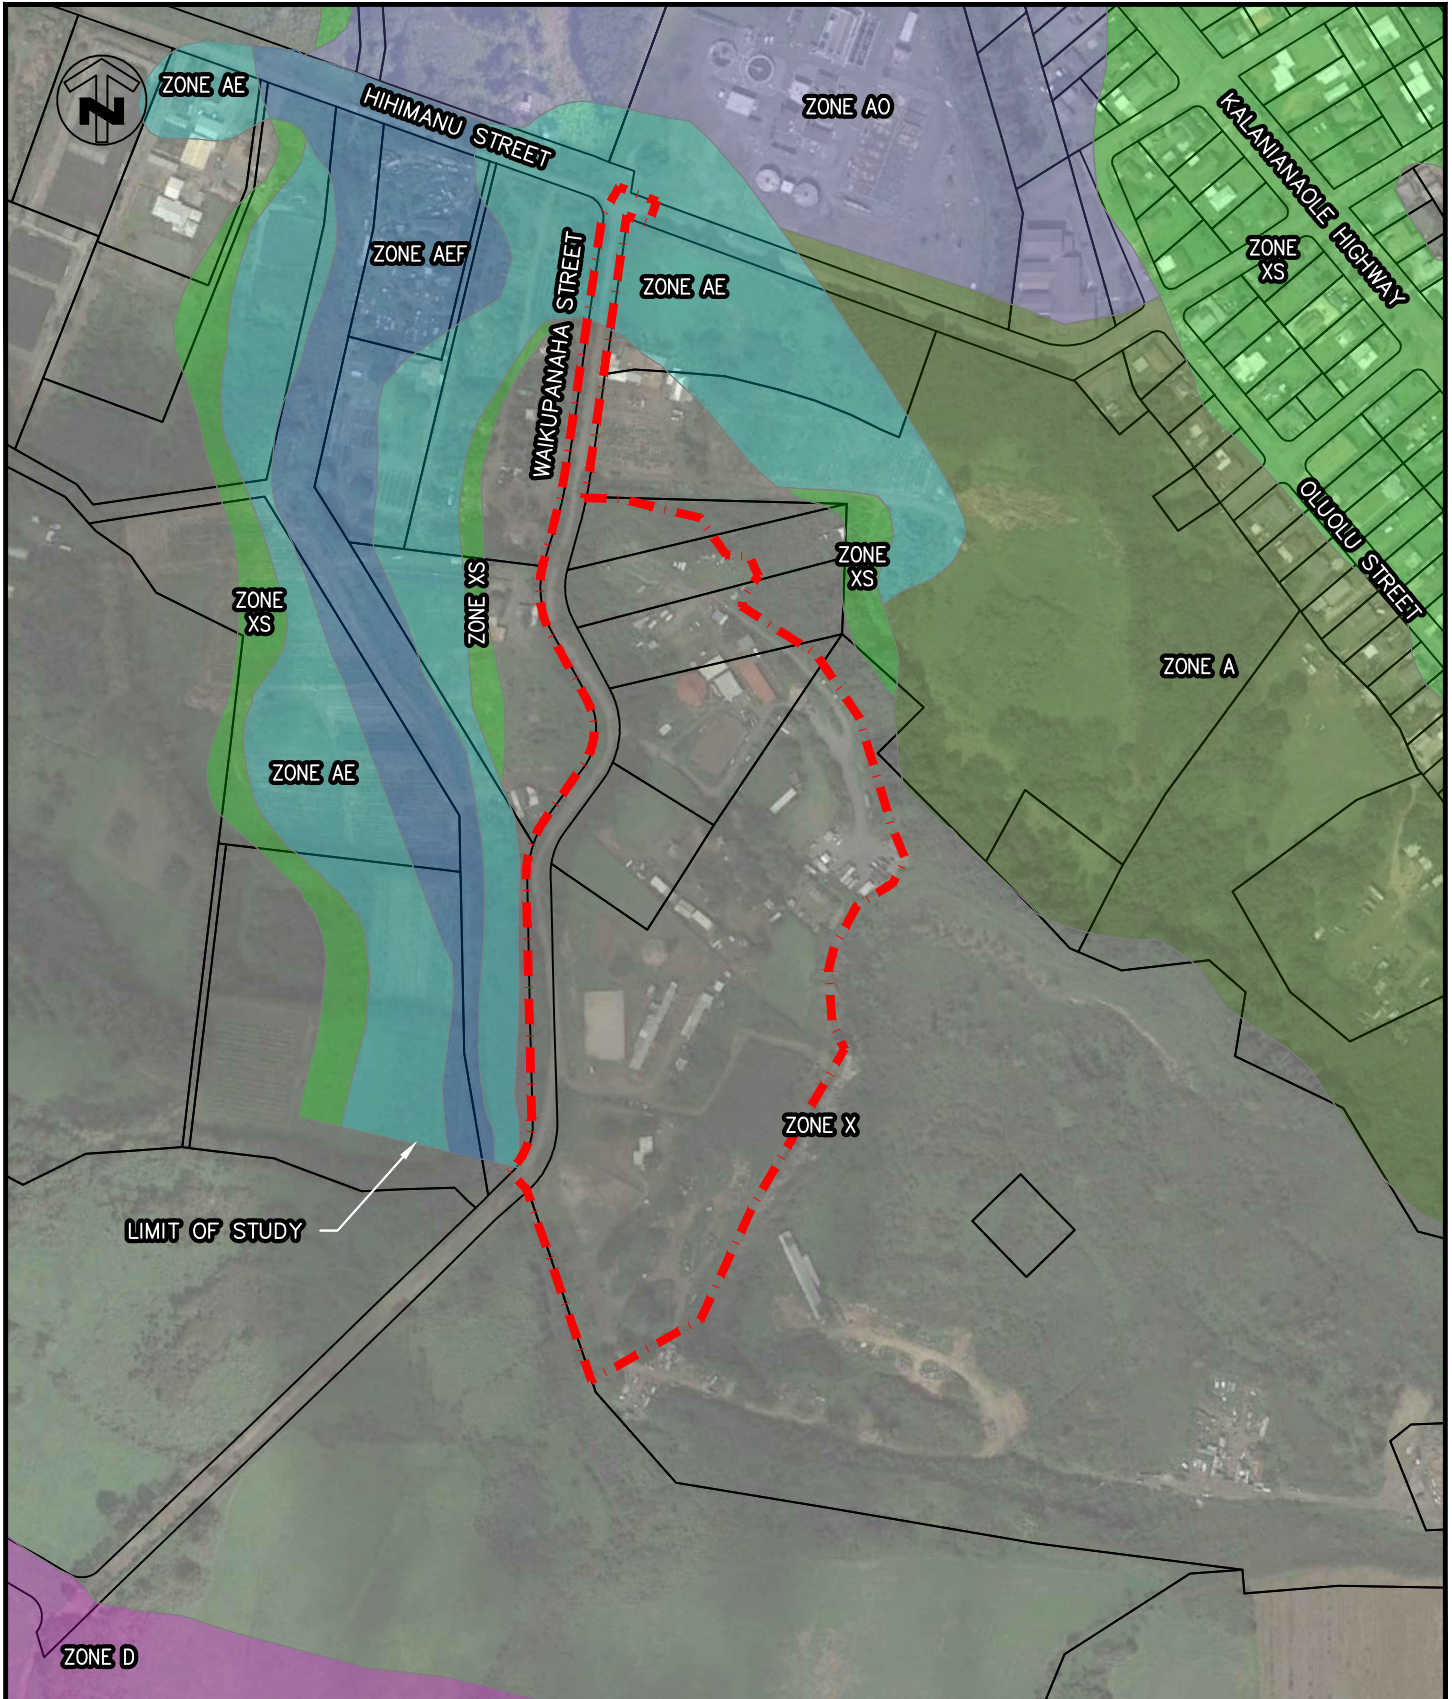 ZONE AE
N
HIHIMANU STREET
ZONE AO
KALANIANAOLE HIGHWAY
ZONE AEF
WAIKUPANAHA STREET
ZONE AE
ZONE
XS
OLUOLU STREET
ZONE
XS
ZONE XS
ZONE
XS
ZONE A
ZONE AE
ZONE X
LIMIT OF STUDY
ZONE D